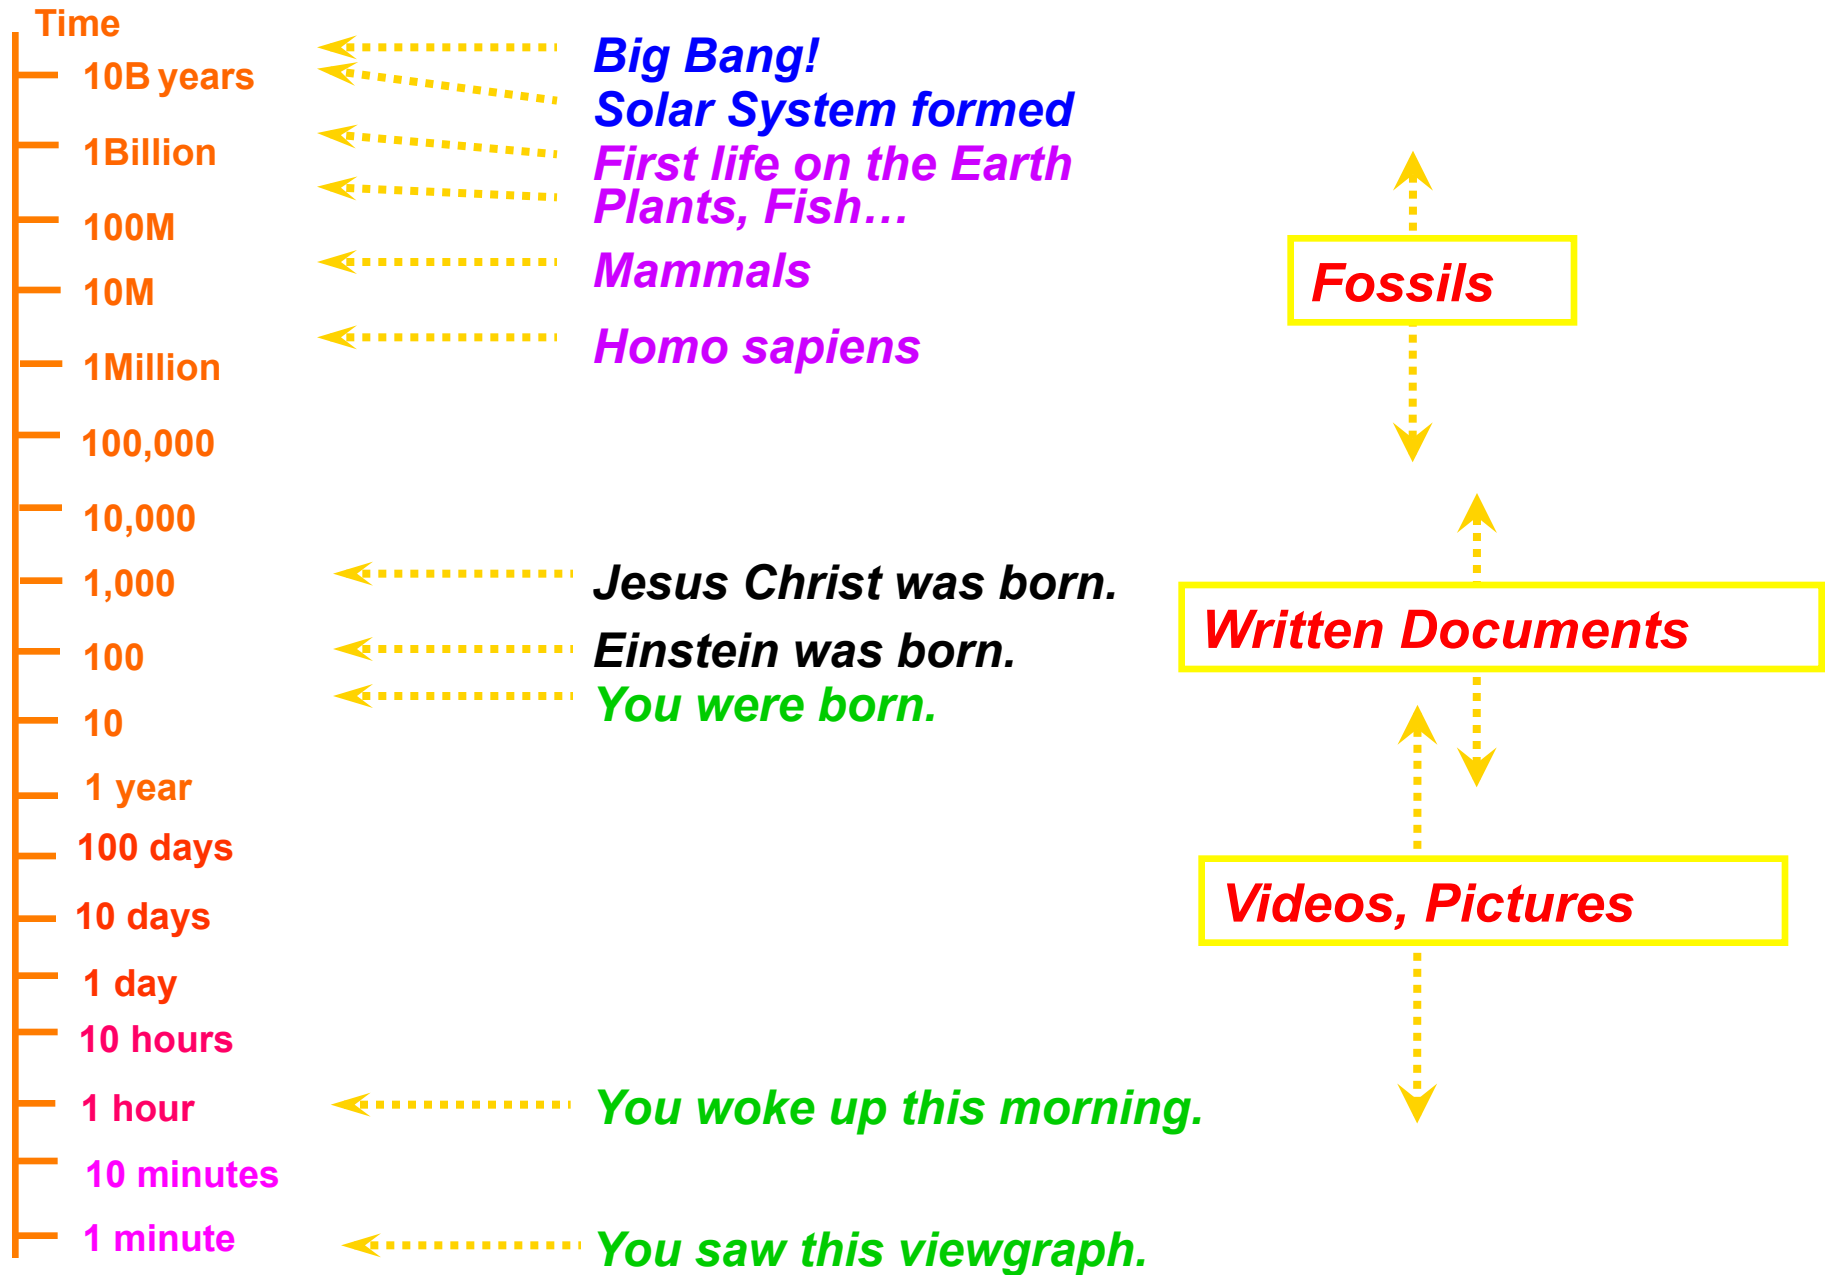 Time
10B years
1Billion
100M
10M
1Million
100,000
10,000
1,000
100
10
1 year
100 days
10 days
1 day
10 hours
1 hour
10 minutes
1 minute
Big Bang!
Solar System formed
First life on the Earth
Plants, Fish…
Mammals
Homo sapiens
Jesus Christ was born.
Einstein was born.
You were born.
You woke up this morning.
You saw this viewgraph.
Fossils
Written Documents
Videos, Pictures